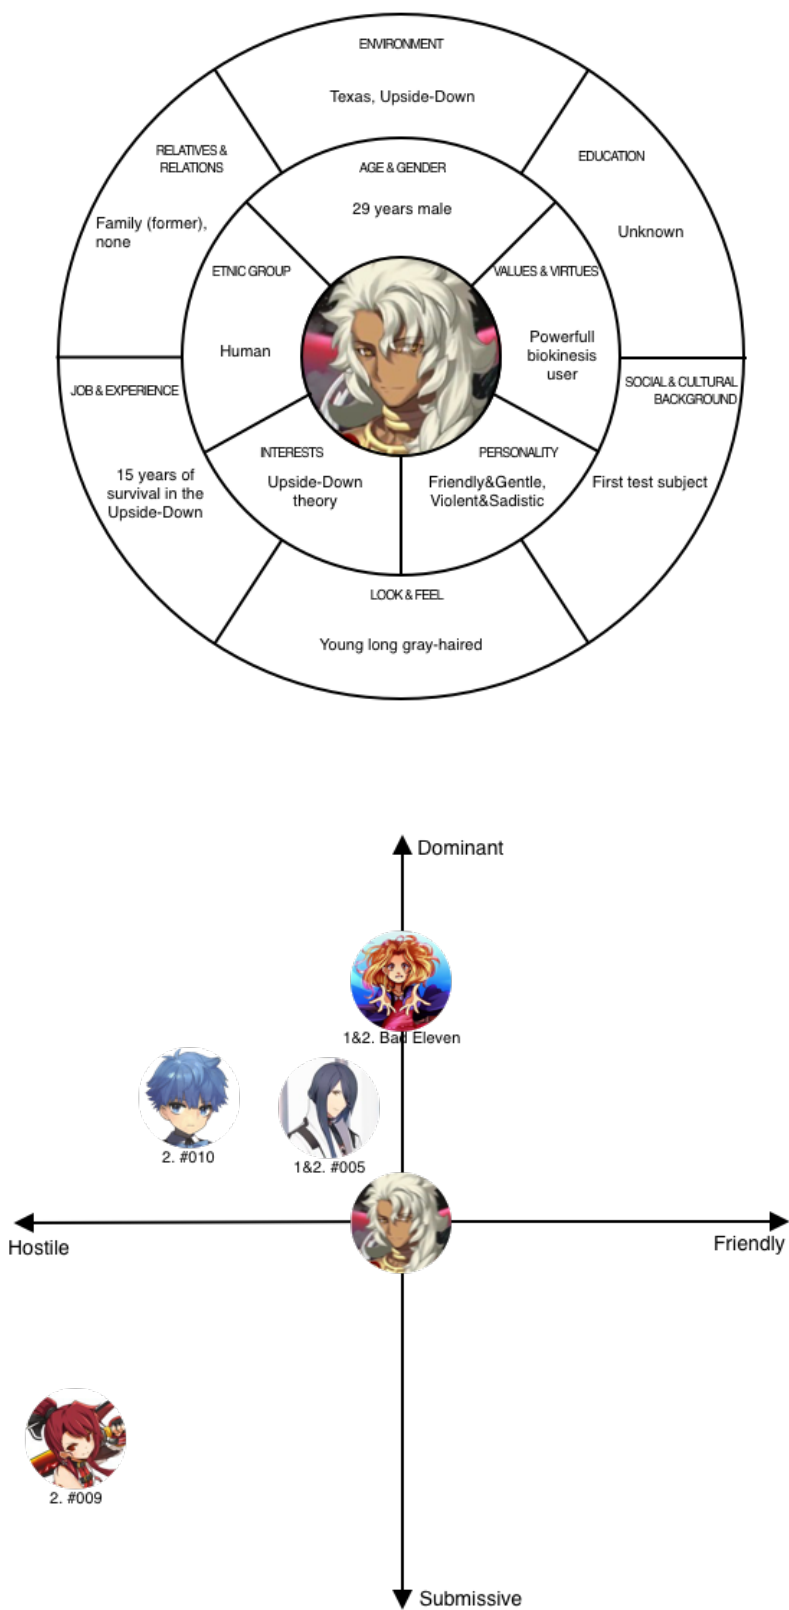 ENVIRONMENT
Texas, Upside-Down
RELATIVES &
RELATIONS
Family (former),
none
AGE & GENDER
29 years male
EDUCATION
Unknown
ETNIC GROUP
Human
VALUES & VIRTUES
Powerfull
biokinesis
user
JOB & EXPERIENCE
15 years of
survival in the
Upside-Down
INTERESTS
Upside-Down
theory
PERSONALITY
Friendly&Gentle,
Violent&Sadistic
SOCIAL & CULTURAL
BACKGROUND
First test subject
LOOK & FEEL
Young long gray-haired
Dominant
1&2. Bad Eleven
2. #010
1&2. #005
Hostile
Friendly
2. #009
Submissive